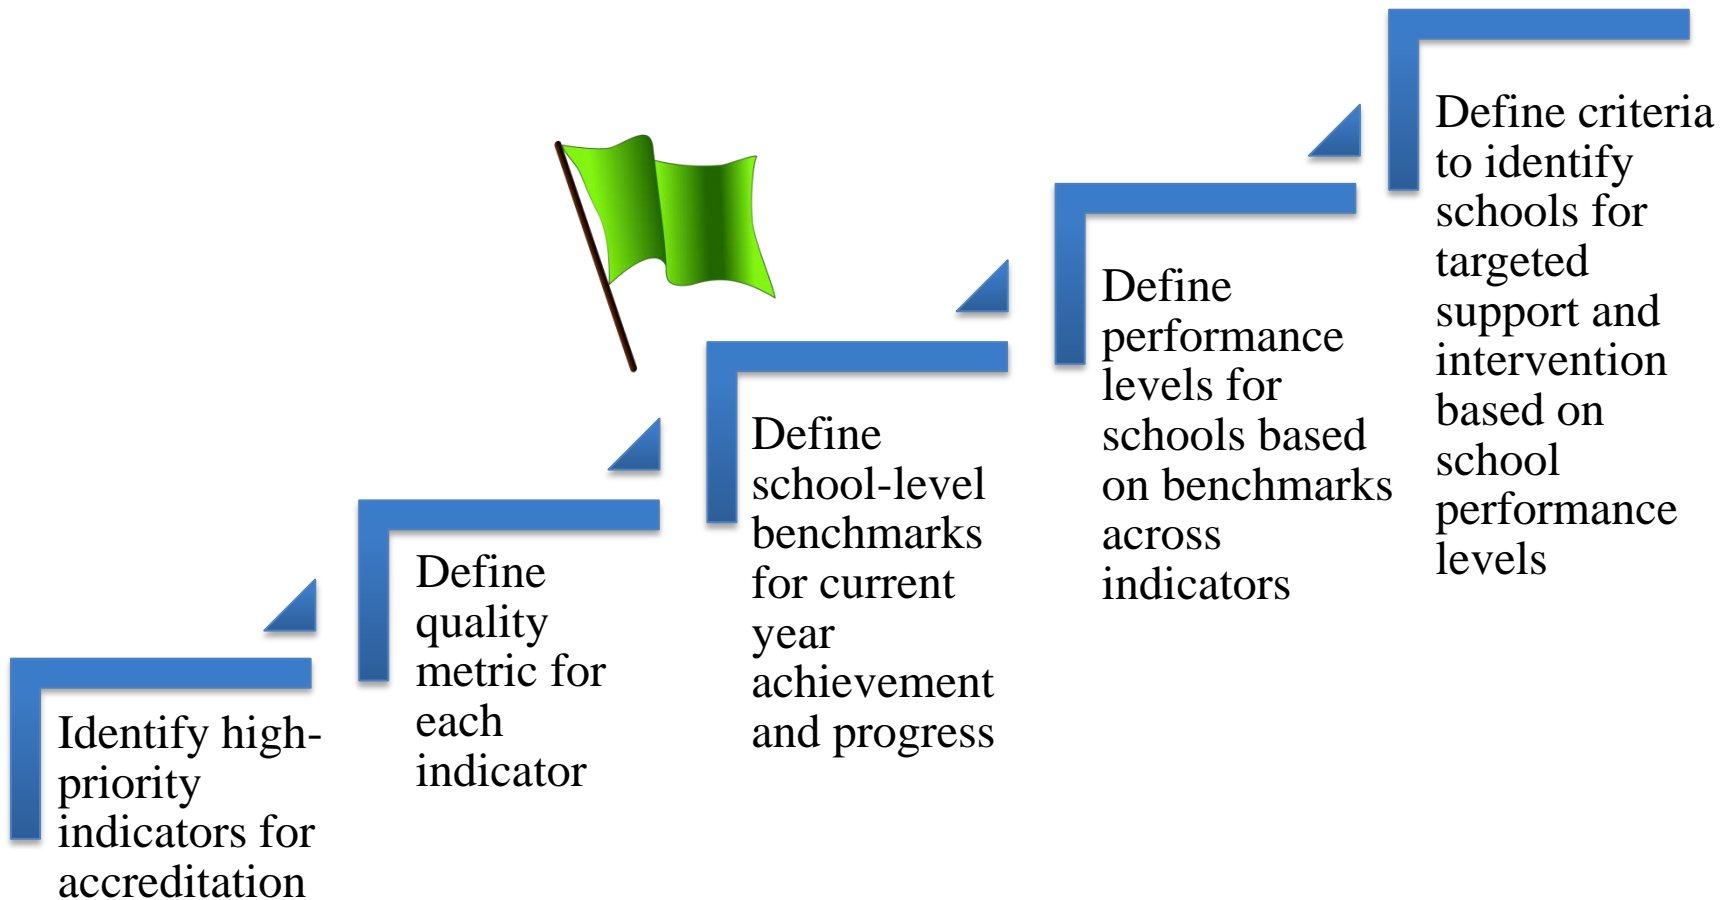 Identify high-
priority
indicators for
accreditation
Define
quality
metric for
each
indicator
Define
school-level
benchmarks
for current
year
achievement
and progress
Define
performance
levels for
schools based
on benchmarks
across
indicators
Define criteria
to identify
schools for
targeted
support and
intervention
based on
school
performance
levels